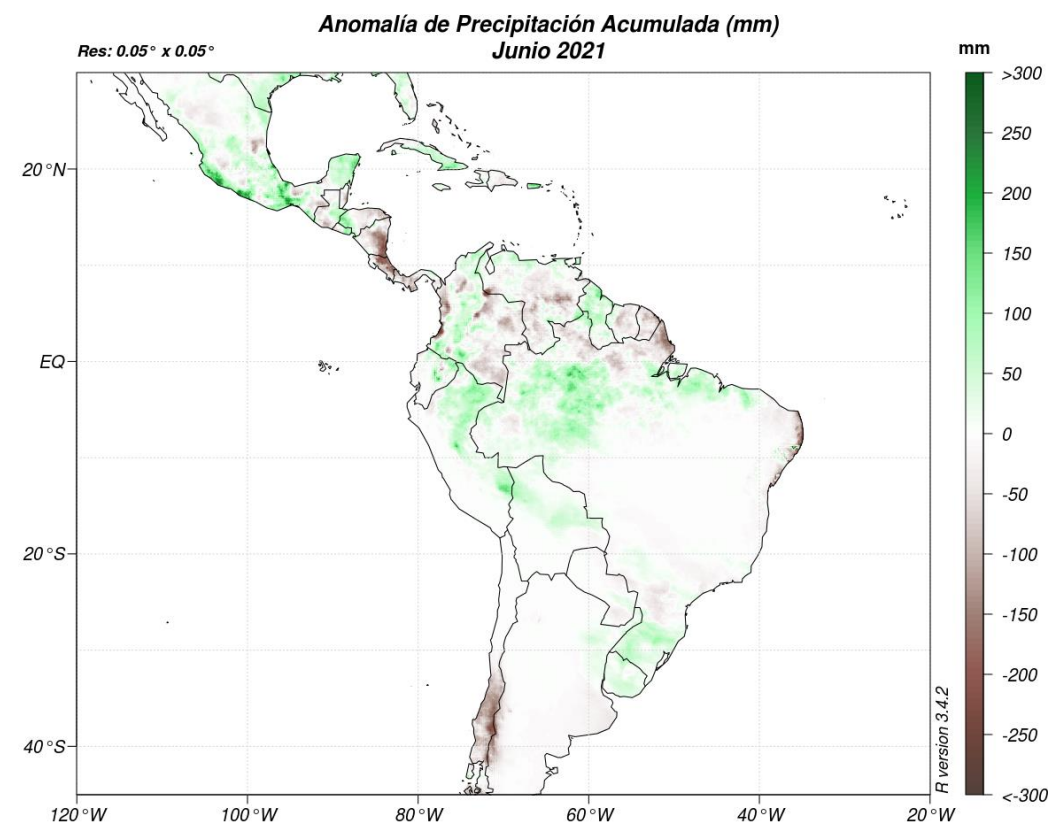 Anomalía de Precipitación Acumulada (mm)
Junio 2021
Res: 0.05° x 0.05°
mm
>300
250
200
150
100
50
0
-50
-100
-150
-200
-250
<-300
20°N
EQ
20°S
40°S
120°W
100°W
80°W
60°W
40°W
20°W
R version 3.4.2